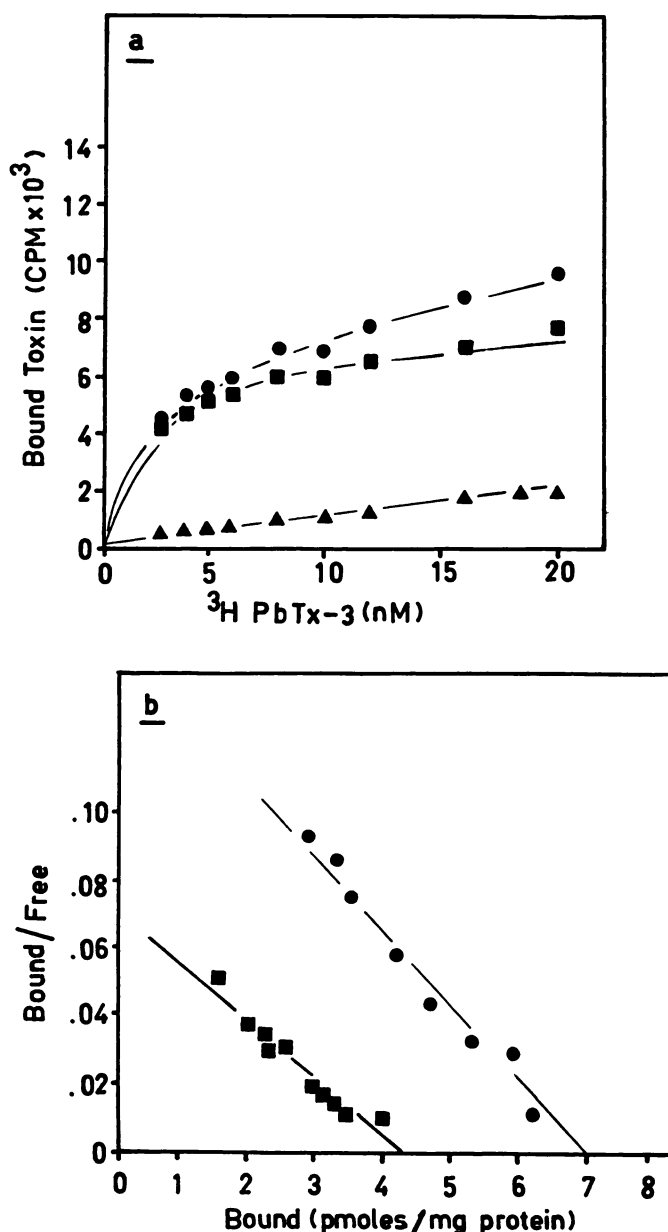 a
Bound Toxin (CPM x 10³)
14
12
10
8
6
4
2
0
0 5 10 15 20
³H PbTx-3 (nM)
b
Bound/Free
.10
.08
.06
.04
.02
0
0 1 2 3 4 5 6 7 8
Bound (pmoles/mg protein)